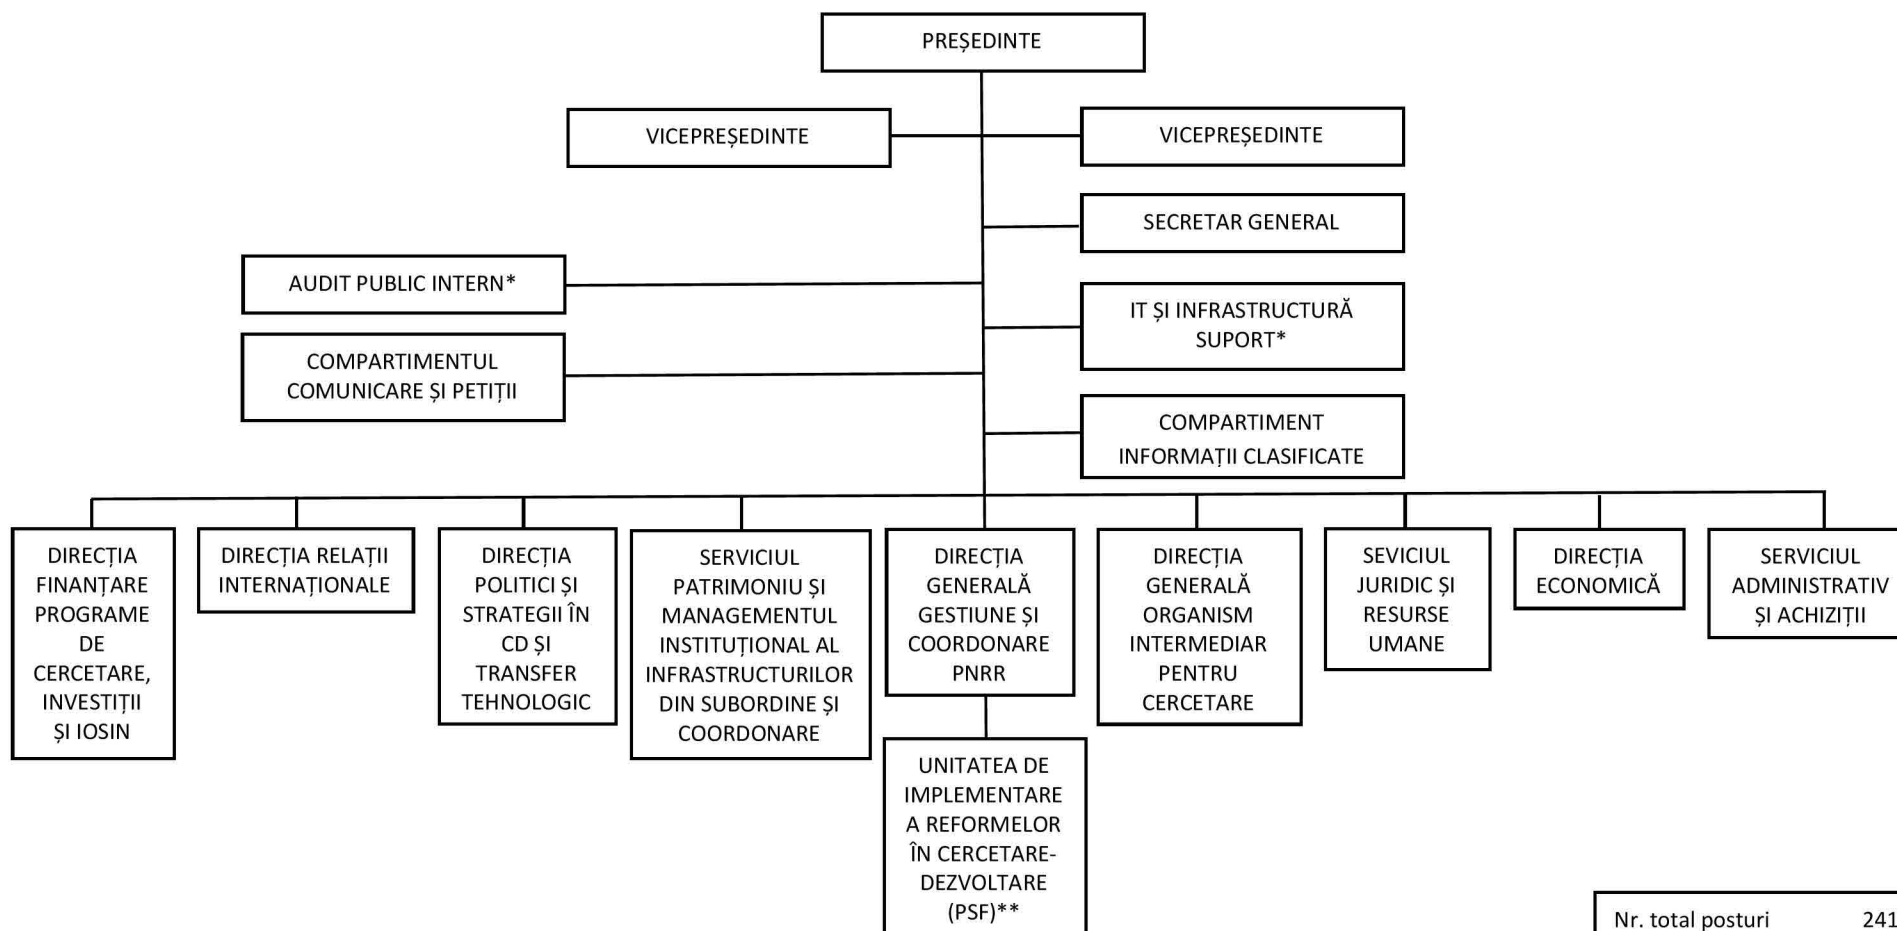 PREȘEDINTE
VICEPREȘEDINTE
VICEPREȘEDINTE
SECRETAR GENERAL
AUDIT PUBLIC INTERN*
IT ȘI INFRASTRUCTURĂ
SUPORT*
COMPARTIMENTUL
COMUNICARE ȘI PETIȚII
COMPARTIMENT
INFORMAȚII CLASIFICATE
DIRECȚIA
FINANȚARE
PROGRAME
DE
CERCETARE,
INVESTIȚII
ȘI IOSIN
DIRECȚIA RELAȚII
INTERNAȚIONALE
DIRECȚIA
POLITICI ȘI
STRATEGII ÎN
CD ȘI
TRANSFER
TEHNOLOGIC
SERVICIUL
PATRIMONIU ȘI
MANAGEMENTUL
INSTITUȚIONAL AL
INFRASTRUCTURILOR
DIN SUBORDINE ȘI
COORDONARE
DIRECȚIA
GENERALĂ
GESTIUNE ȘI
COORDONARE
PNRR
DIRECȚIA
GENERALĂ
ORGANISM
INTERMEDIAR
PENTRU
CERCETARE
SEVICIUL
JURIDIC ȘI
RESURSE
UMANE
DIRECȚIA
ECONOMICĂ
SERVICIUL
ADMINISTRATIV
ȘI ACHIZIȚII
UNITATEA DE
IMPLEMENTARE
A REFORMELOR
ÎN CERCETARE-
DEZVOLTARE
(PSF)**
Nr. total posturi 241